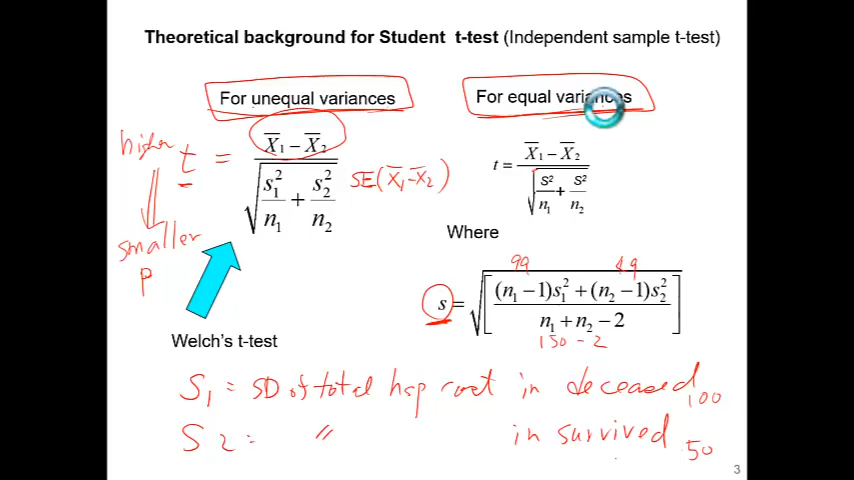 Theoretical background for Student t-test (Independent sample t-test)
For unequal variances
For equal variances
higher
t = (X̅₁ − X̅₂) / √(s₁²/n₁ + s₂²/n₂)
SE(X̅₁-X̅₂)
smaller
p
t = (X̅₁ − X̅₂) / √(S²/n₁ + S²/n₂)
Where
99 49
s = √[((n₁ −1)s₁² + (n₂ −1)s₂²) / (n₁ + n₂ − 2)]
150 - 2
Welch's t-test
S₁ = SD of total hsp cost in deceased 100
S2 = " in survived 50
3